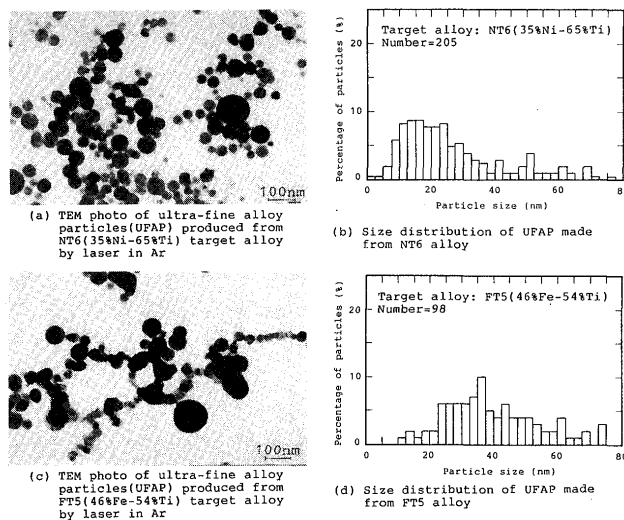 100nm
(a) TEM photo of ultra-fine alloy
particles(UFAP) produced from
NT6(35%Ni-65%Ti) target alloy
by laser in Ar
Percentage of particles (%)
20
10
0
Target alloy: NT6(35%Ni-65%Ti)
Number=205
0 20 40 60 80
Particle size (nm)
(b) Size distribution of UFAP made
from NT6 alloy
100nm
(c) TEM photo of ultra-fine alloy
particles(UFAP) produced from
FT5(46%Fe-54%Ti) target alloy
by laser in Ar
Percentage of particles (%)
20
10
0
Target alloy: FT5(46%Fe-54%Ti)
Number=98
0 20 40 60 80
Particle size (nm)
(d) Size distribution of UFAP made
from FT5 alloy